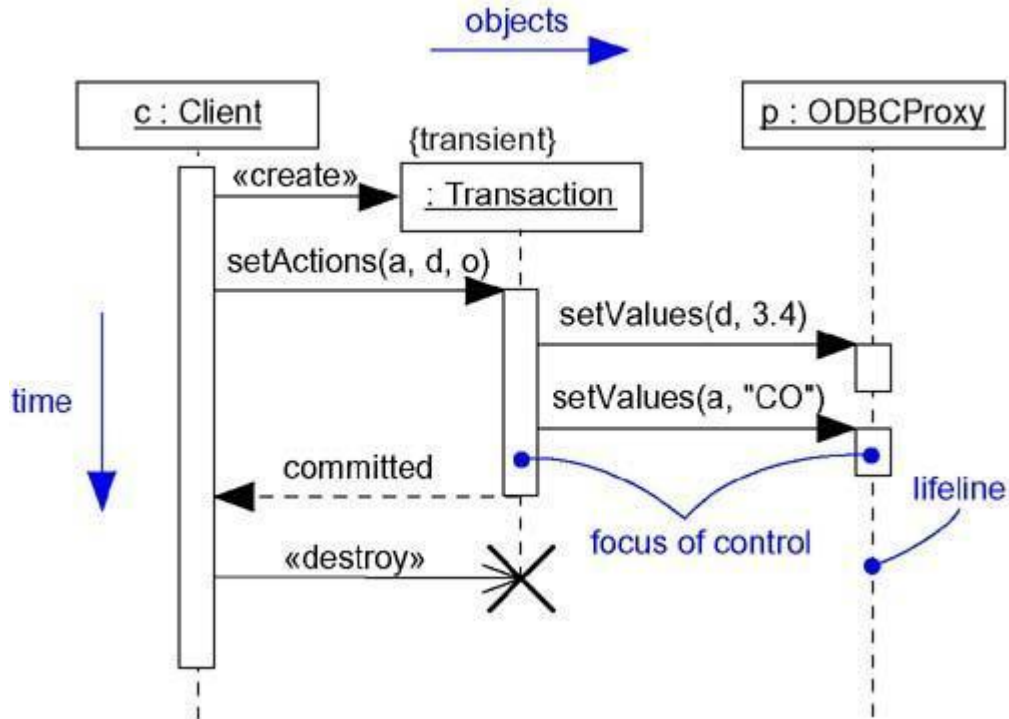 objects
c : Client
p : ODBCProxy
{transient}
«create»
: Transaction
setActions(a, d, o)
setValues(d, 3.4)
time
setValues(a, "CO")
committed
lifeline
focus of control
«destroy»